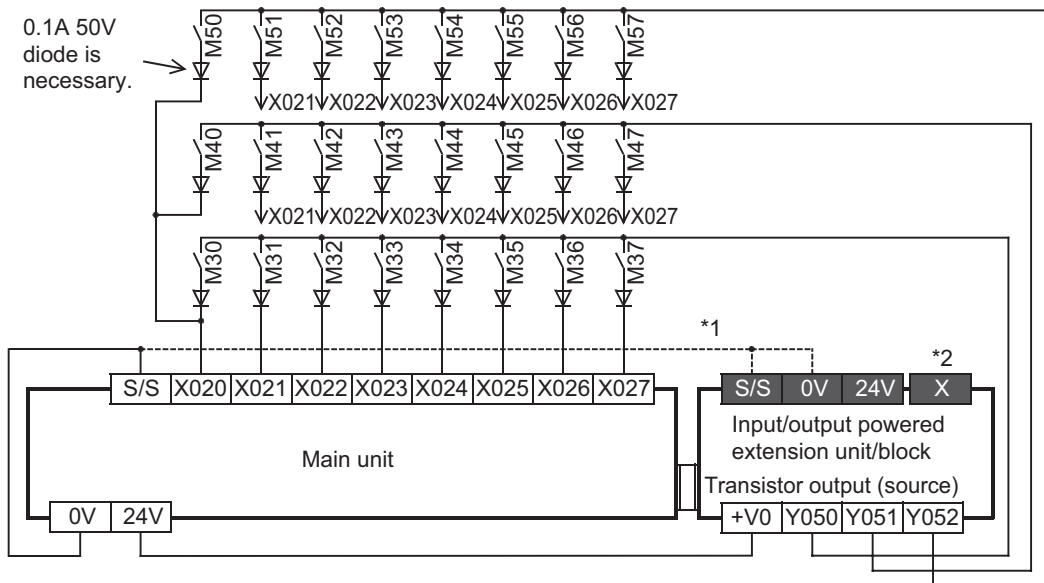 0.1A 50V
diode is
necessary.
M50 M51 M52 M53 M54 M55 M56 M57
X021 X022 X023 X024 X025 X026 X027
M40 M41 M42 M43 M44 M45 M46 M47
X021 X022 X023 X024 X025 X026 X027
M30 M31 M32 M33 M34 M35 M36 M37
*1
*2
S/S X020 X021 X022 X023 X024 X025 X026 X027
S/S 0V 24V X
Main unit
Input/output powered
extension unit/block
Transistor output (source)
0V 24V
+V0 Y050 Y051 Y052